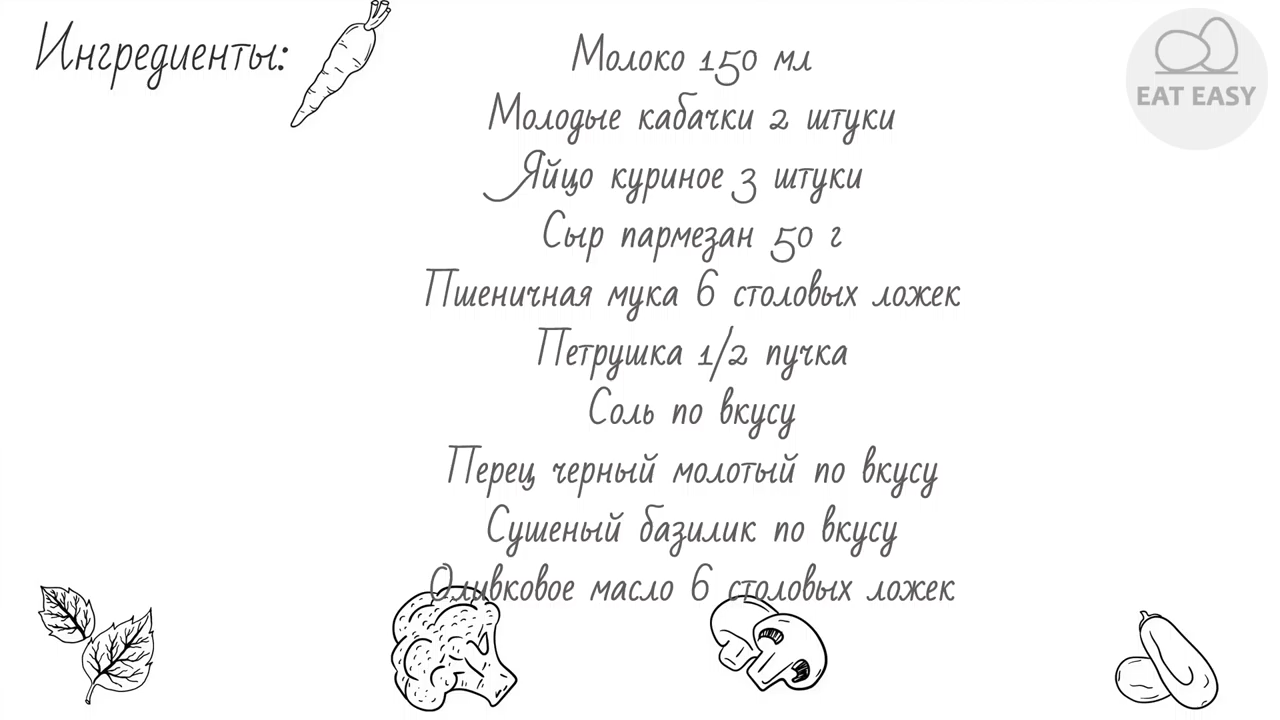 Ингредиенты:
Молоко 150 мл
Молодые кабачки 2 штуки
Яйцо куриное 3 штуки
Сыр пармезан 50 г
Пшеничная мука 6 столовых ложек
Петрушка 1/2 пучка
Соль по вкусу
Перец черный молотый по вкусу
Сушеный базилик по вкусу
Оливковое масло 6 столовых ложек
EAT EASY